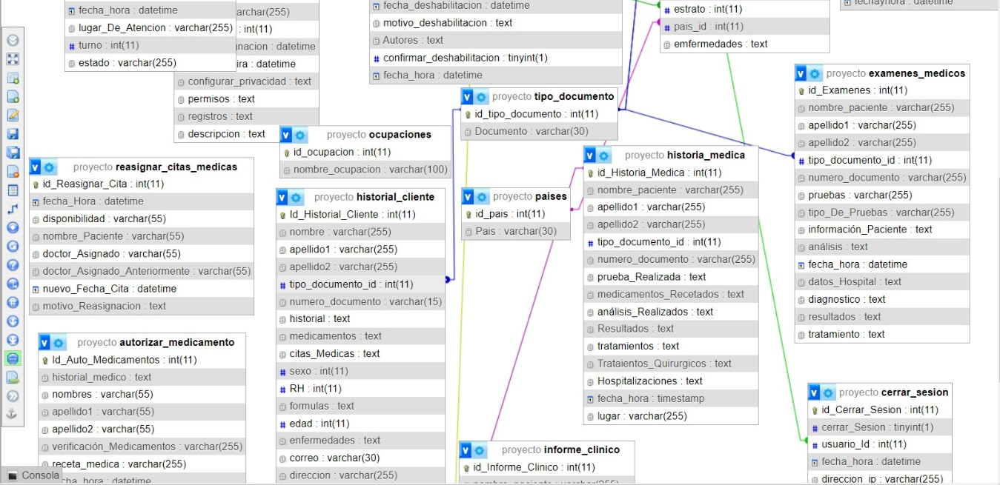 fecha_hora : datetime
lugar_De_Atencion : varchar(255)
turno : int(11)
estado : varchar(255)
archar(255)
: int(11)
gnacion : datetime
ira : datetime
configurar_privacidad : text
permisos : text
registros : text
descripcion : text
fecha_deshabilitacion : datetime
motivo_deshabilitacion : text
Autores : text
confirmar_deshabilitacion : tinyint(1)
fecha_hora : datetime
estrato : int(11)
pais_id : int(11)
enfermedades : text
fechayhora : datetime
proyecto tipo_documento
id_tipo_documento : int(11)
Documento : varchar(30)
proyecto ocupaciones
id_ocupacion : int(11)
nombre_ocupacion : varchar(100)
proyecto reasignar_citas_medicas
id_Reasignar_Cita : int(11)
fecha_Hora : datetime
disponibilidad : varchar(55)
nombre_Paciente : varchar(55)
doctor_Asignado : varchar(55)
doctor_Asignado_Anteriormente : varchar(55)
nuevo_Fecha_Cita : datetime
motivo_Reasignacion : text
proyecto historial_cliente
Id_Historial_Cliente : int(11)
nombre : varchar(255)
apellido1 : varchar(255)
apellido2 : varchar(255)
tipo_documento_id : int(11)
numero_documento : varchar(15)
historial : text
medicamentos : text
citas_Medicas : text
sexo : int(11)
RH : int(11)
formulas : text
edad : int(11)
enfermedades : text
correo : varchar(30)
direccion : varchar(255)
proyecto paises
id_pais : int(11)
Pais : varchar(30)
proyecto historia_medica
id_Historia_Medica : int(11)
nombre_paciente : varchar(255)
apellido1 : varchar(255)
apellido2 : varchar(255)
tipo_documento_id : int(11)
numero_documento : varchar(255)
prueba_Realizada : text
medicamentos_Recetados : text
análisis_Realizados : text
Resultados : text
tratamientos : text
Trataientos_Quirurgicos : text
Hospitalizaciones : text
fecha_hora : timestamp
lugar : varchar(255)
proyecto examenes_medicos
id_Examenes : int(11)
nombre_paciente : varchar(255)
apellido1 : varchar(255)
apellido2 : varchar(255)
tipo_documento_id : int(11)
numero_documento : varchar(255)
pruebas : varchar(255)
tipo_De_Pruebas : varchar(255)
información_Paciente : text
análisis : text
fecha_hora : datetime
datos_Hospital : text
diagnostico : text
resultados : text
tratamiento : text
proyecto autorizar_medicamento
Id_Auto_Medicamentos : int(11)
historial_medico : text
nombres : varchar(55)
apellido1 : varchar(55)
apellido2 : varchar(55)
verificación_Medicamentos : varchar(255)
receta_medica : varchar(255)
cha_hora : datetime
Consola
proyecto informe_clinico
id_Informe_Clinico : int(11)
nombre_paciente : varchar(255)
proyecto cerrar_sesion
id_Cerrar_Sesion : int(11)
cerrar_Sesion : tinyint(1)
usuario_Id : int(11)
fecha_hora : datetime
direccion_ip : varchar(255)